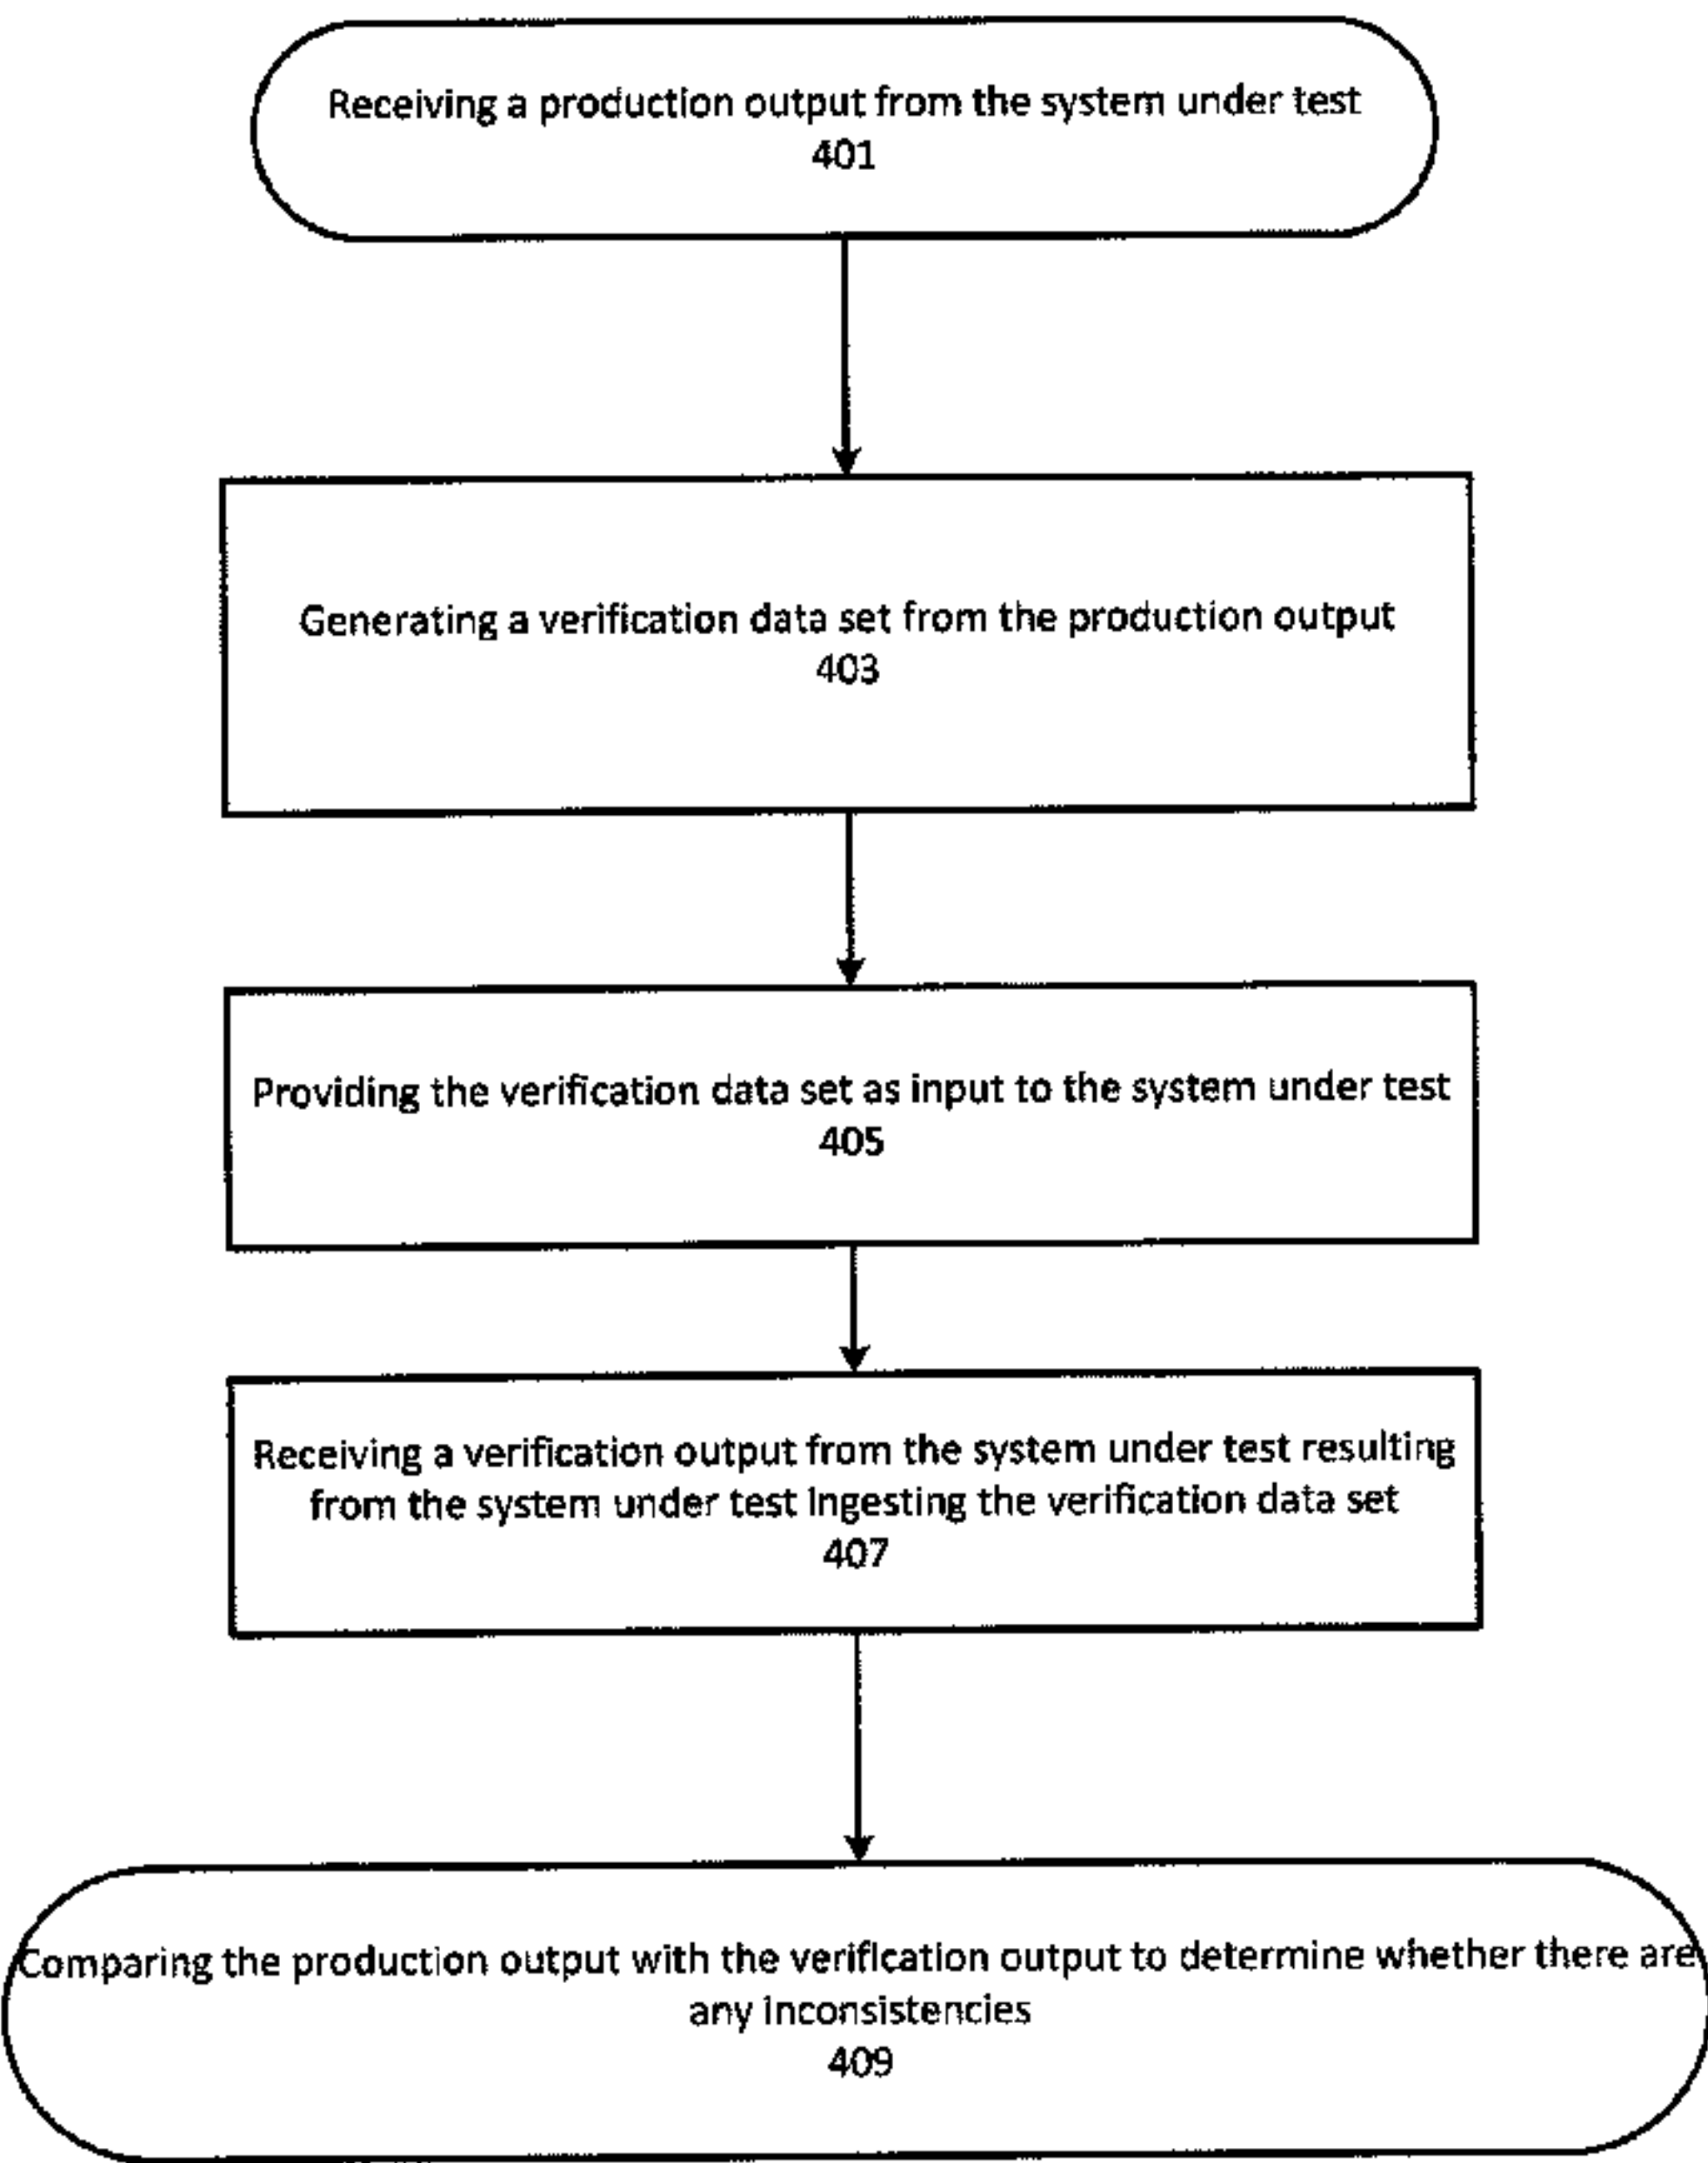 Receiving a production output from the system under test
401
Generating a verification data set from the production output
403
Providing the verification data set as input to the system under test
405
Receiving a verification output from the system under test resulting
from the system under test ingesting the verification data set
407
Comparing the production output with the verification output to determine whether there are
any inconsistencies
409